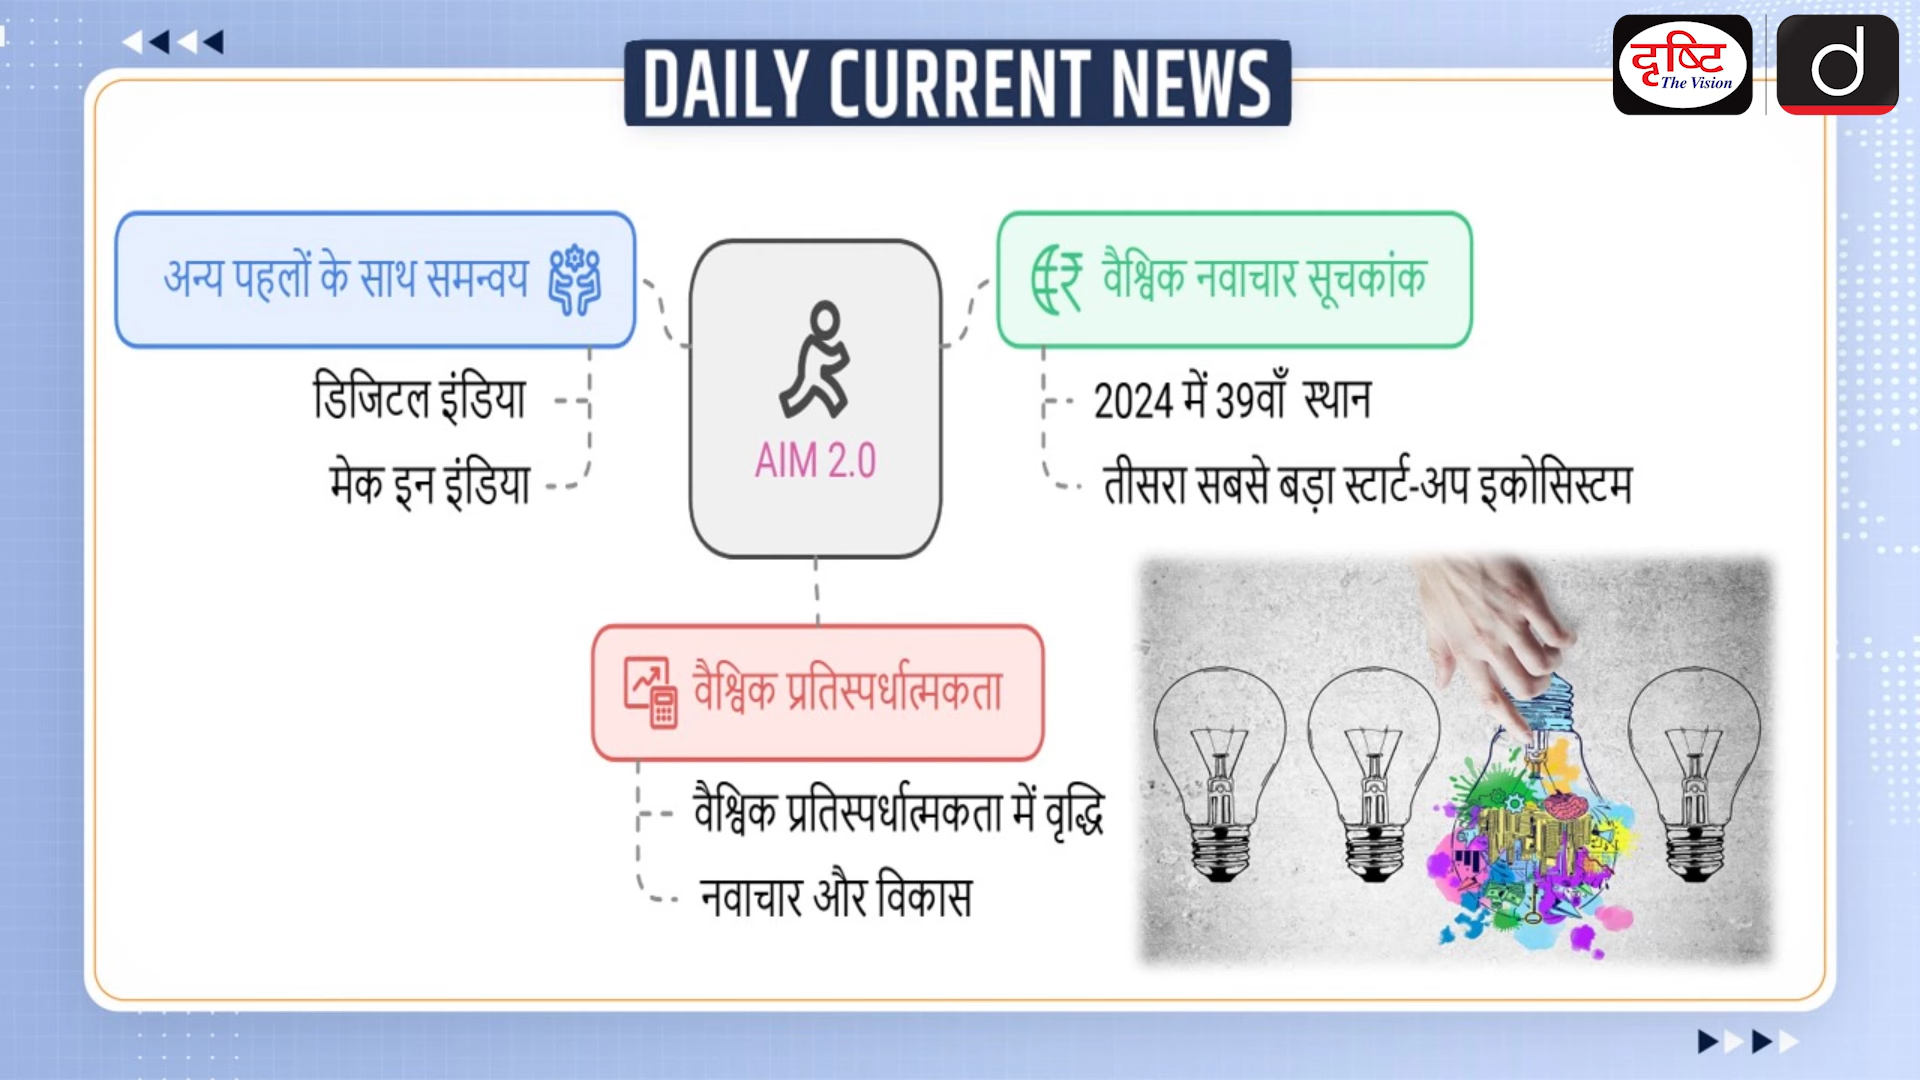 DAILY CURRENT NEWS
दृष्टि
The Vision
d
अन्य पहलों के साथ समन्वय
डिजिटल इंडिया
मेक इन इंडिया
AIM 2.0
वैश्विक नवाचार सूचकांक
2024 में 39वाँ स्थान
तीसरा सबसे बड़ा स्टार्ट-अप इकोसिस्टम
वैश्विक प्रतिस्पर्धात्मकता
वैश्विक प्रतिस्पर्धात्मकता में वृद्धि
नवाचार और विकास